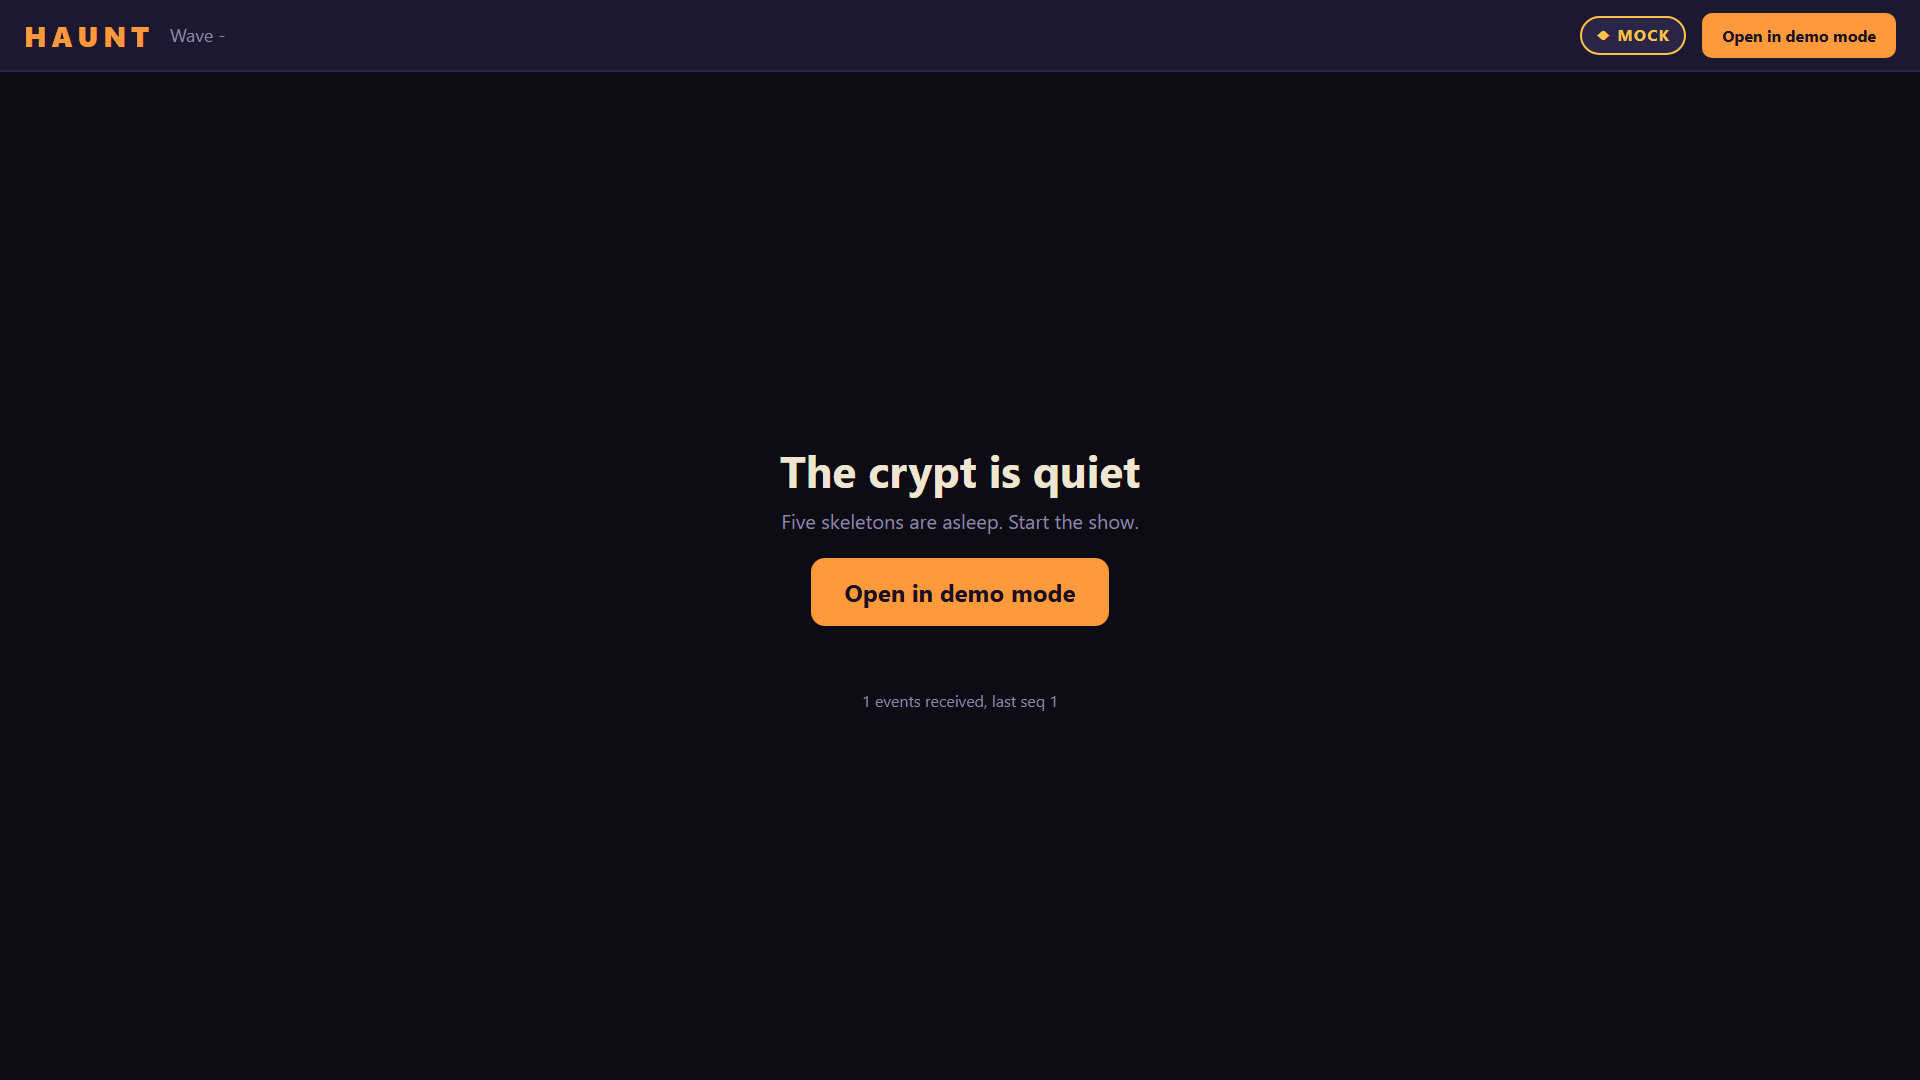 HAUNT Wave -
MOCK
Open in demo mode
The crypt is quiet
Five skeletons are asleep. Start the show.
Open in demo mode
1 events received, last seq 1